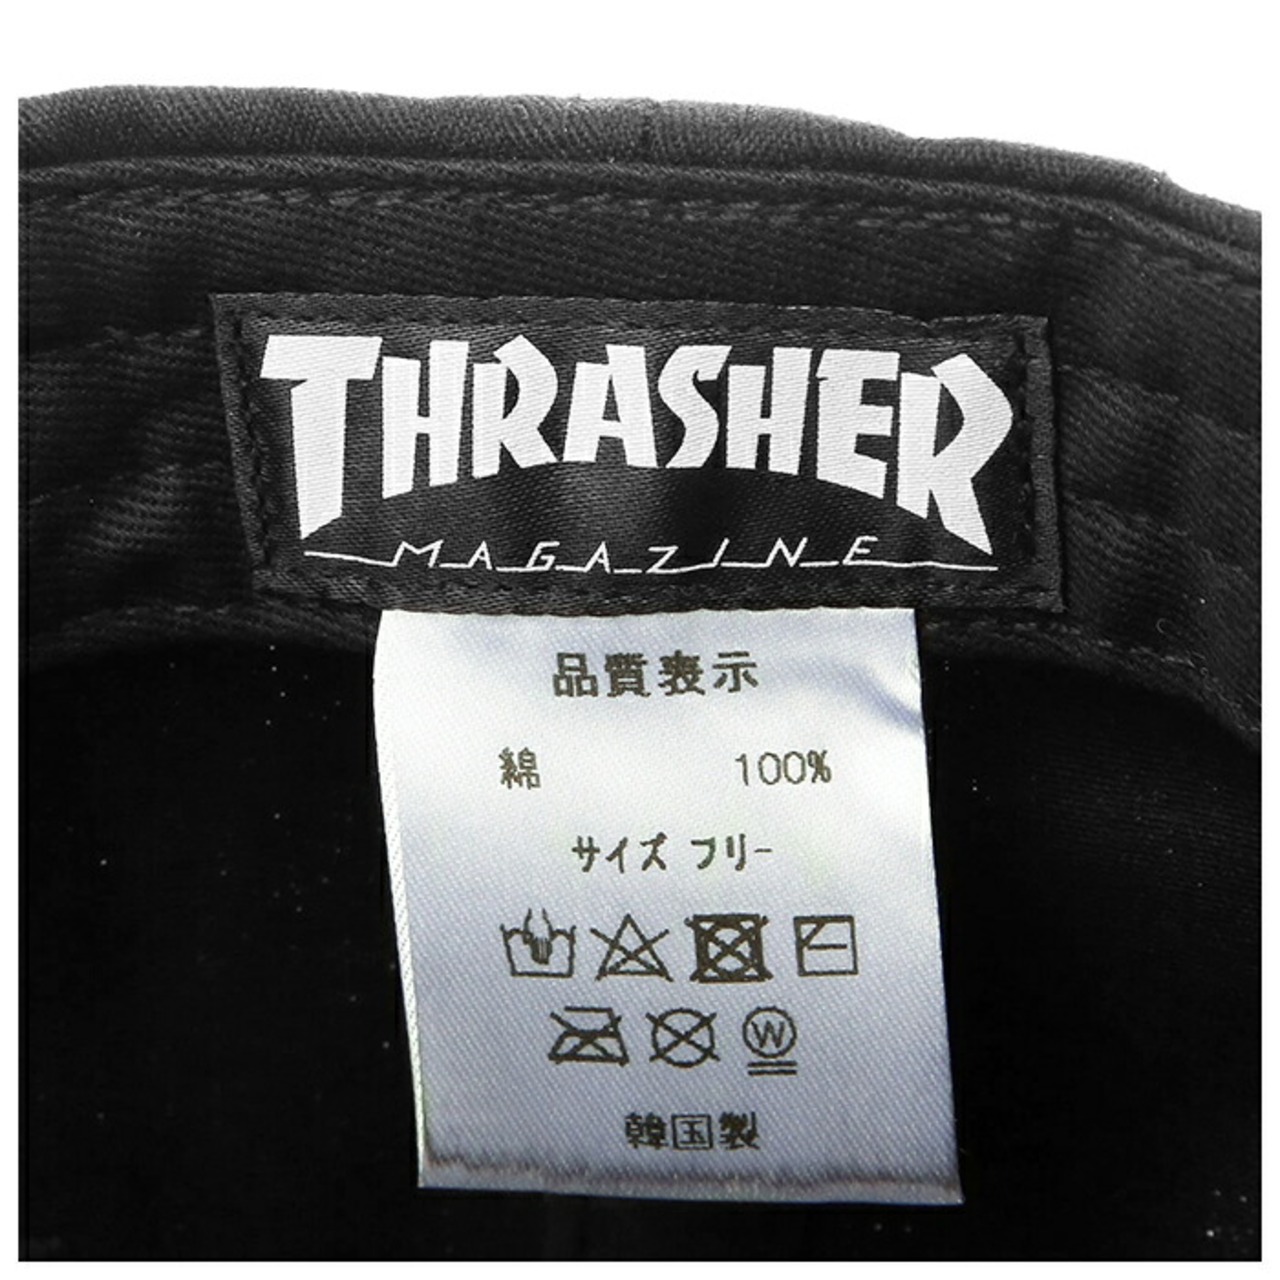 THRASHER
MAGAZINE
品質表示
綿 100%
サイズ フリー
W
韓国製